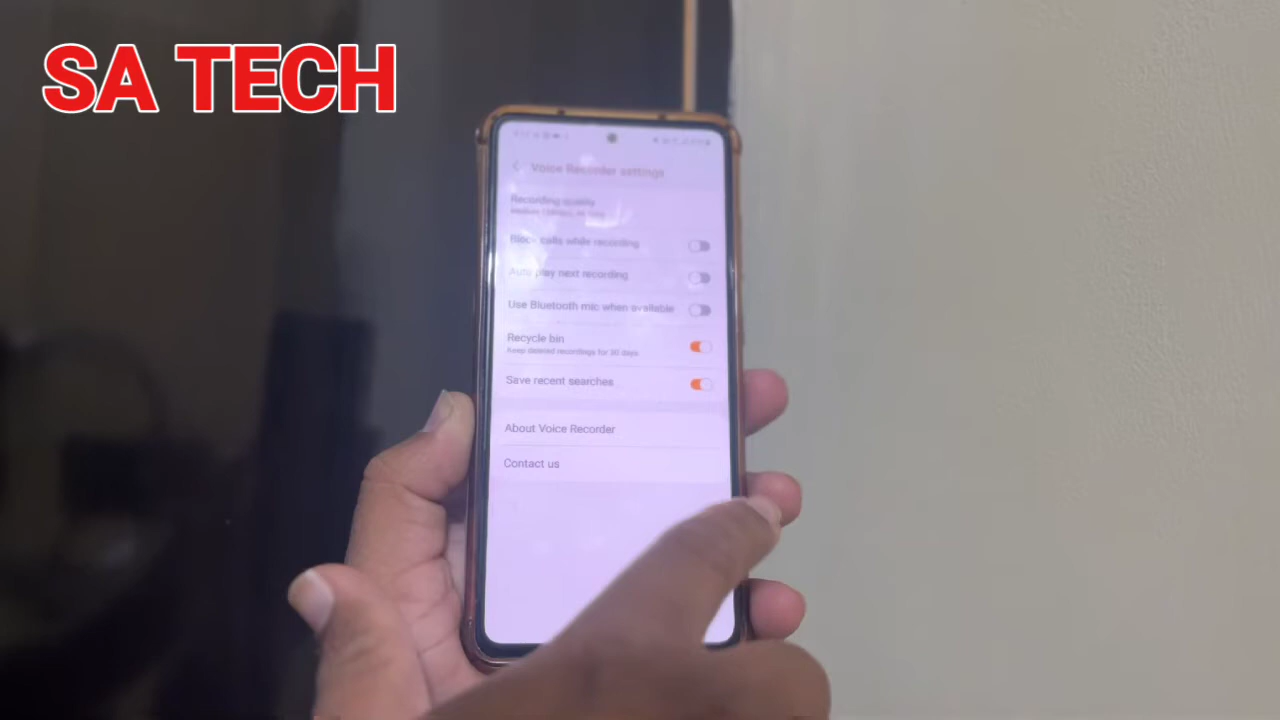 SA TECH
Voice Recorder settings
Recording quality
Block calls while recording
Auto play next recording
Use Bluetooth mic when available
Recycle bin
Keep deleted recordings for 30 days.
Save recent searches
About Voice Recorder
Contact us